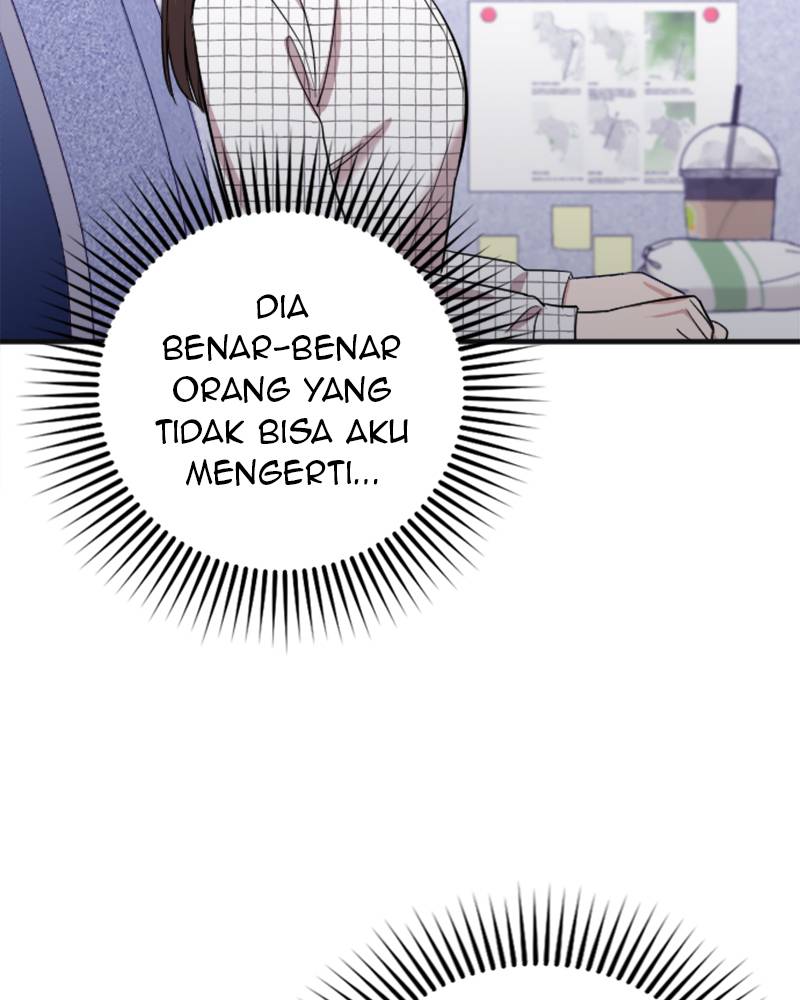 DIA
BENAR-BENAR
ORANG YANG
TIDAK BISA AKU
MENGERTI...